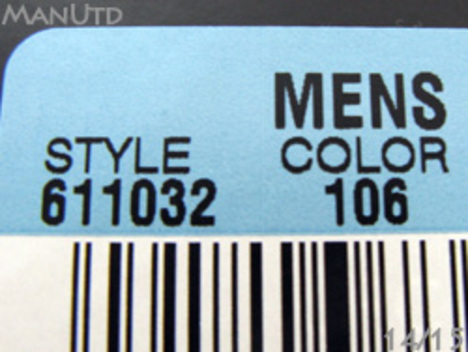 ManUtd
MENS
STYLE COLOR
611032 106
14/15